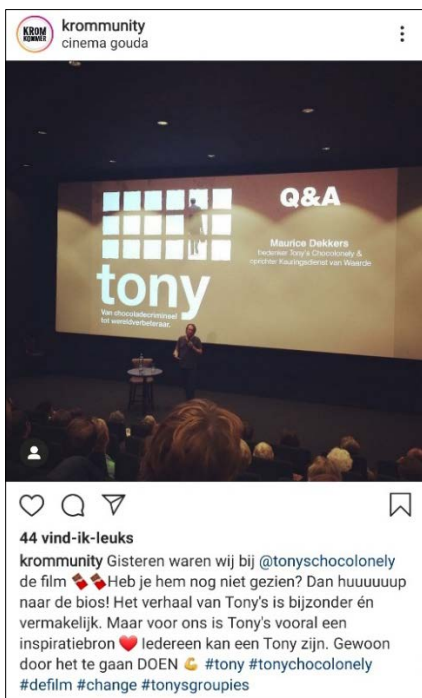 KROM
KOMMER
krommunity
cinema gouda
Q&A
Maurice Dekkers
bedenker Tony's Chocolonely &
oprichter Keuringsdienst van Waarde
tony
Van chocoladecrimineel
tot wereldverbeteraar.
44 vind-ik-leuks
krommunity Gisteren waren wij bij @tonyschocolonely
de film 🍫🍫Heb je hem nog niet gezien? Dan huuuuuup
naar de bios! Het verhaal van Tony's is bijzonder én
vermakelijk. Maar voor ons is Tony's vooral een
inspiratiebron ❤️ Iedereen kan een Tony zijn. Gewoon
door het te gaan DOEN 💪 #tony #tonychocolonely
#defilm #change #tonysgroupies